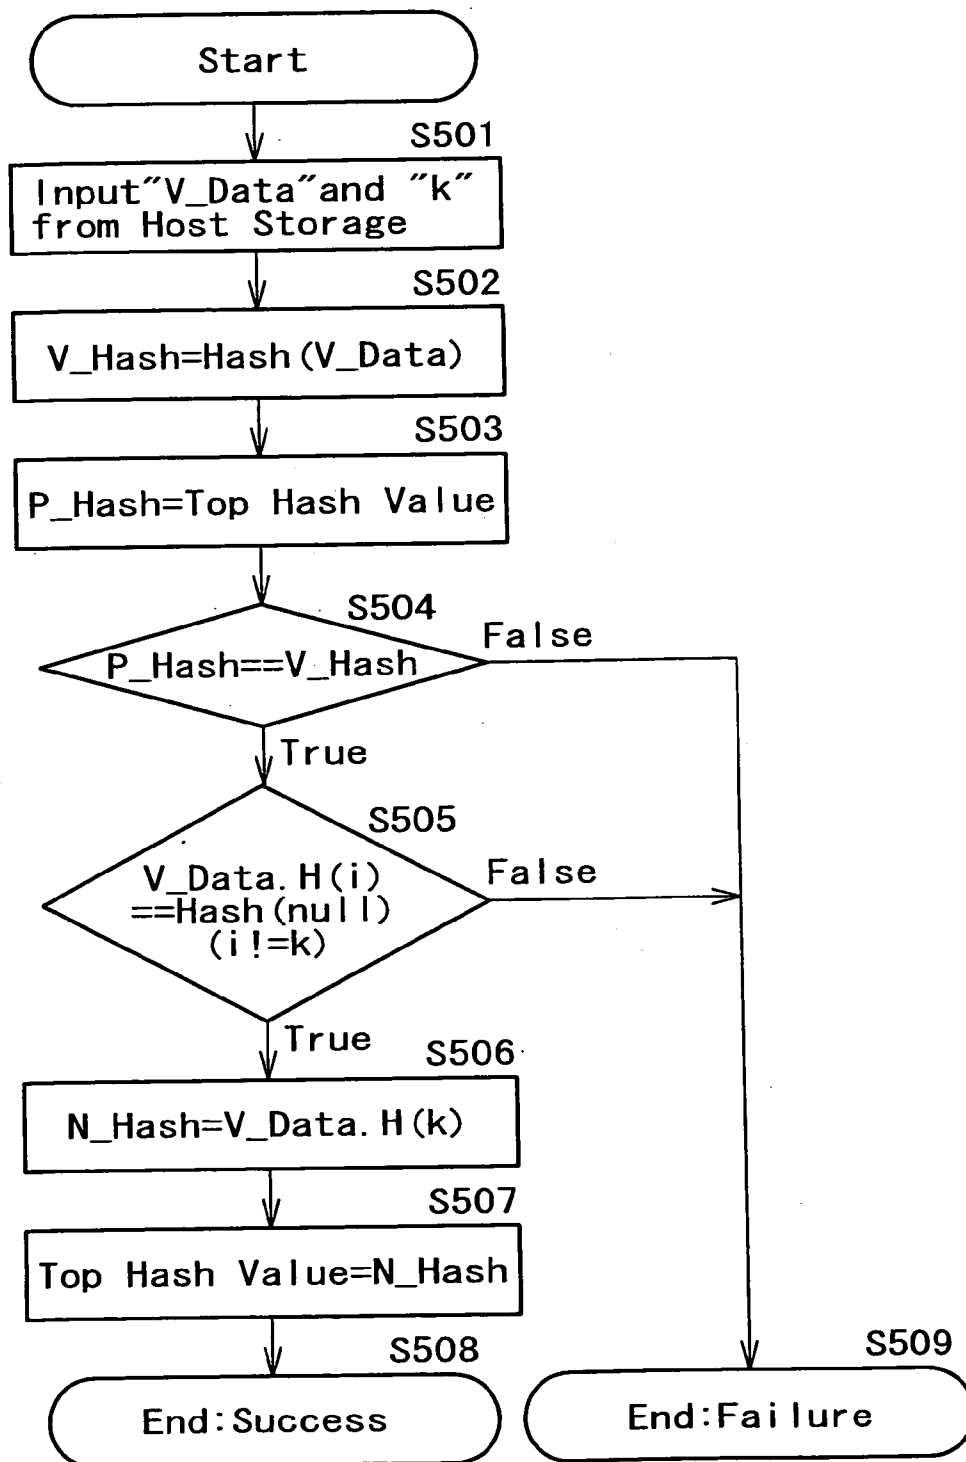 Start
S501
Input"V_Data"and "k"
from Host Storage
S502
V_Hash=Hash(V_Data)
S503
P_Hash=Top Hash Value
S504
False
P_Hash==V_Hash
True
S505
False
V_Data.H(i)
==Hash(null)
(i!=k)
True
S506
N_Hash=V_Data.H(k)
S507
Top Hash Value=N_Hash
S508
S509
End:Success
End:Failure